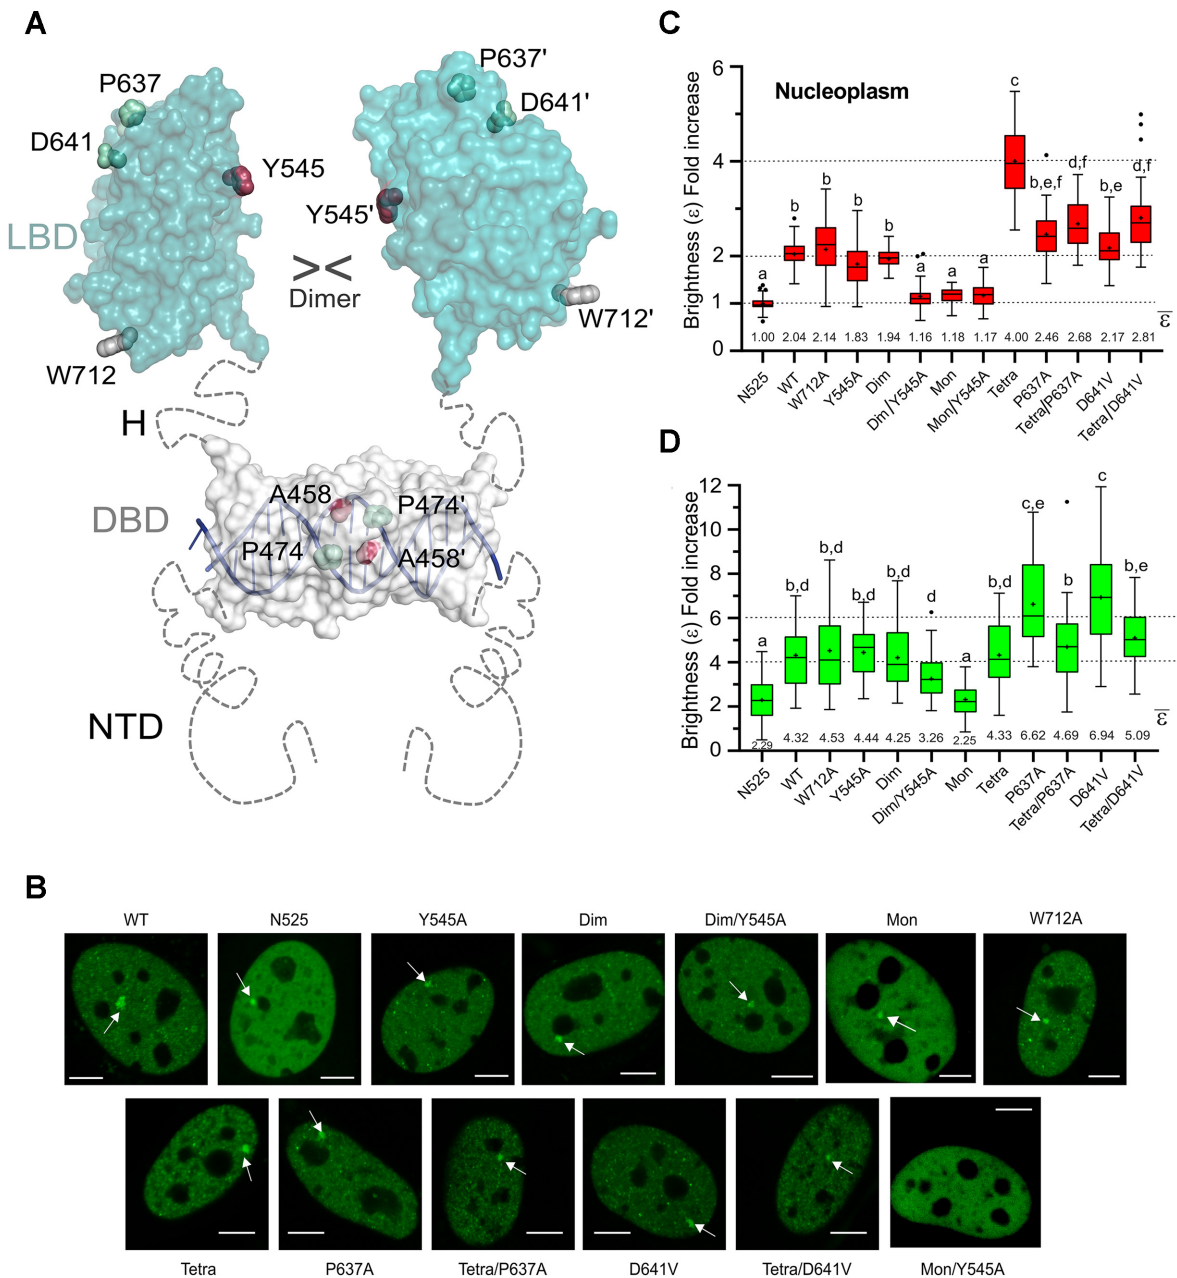 A
P637
D641
Y545
LBD
W712
P637'
D641'
Y545'
W712'
><
Dimer
H
DBD
A458
P474'
P474
A458'
NTD
C
Brightness (ε) Fold increase
Nucleoplasm
6
4
2
1
0
a
b
b
b
b
a
a
a
c
b,e,f
d,f
b,e
d,f
ε
1.00 2.04 2.14 1.83 1.94 1.16 1.18 1.17 4.00 2.46 2.68 2.17 2.81
N525
WT
W712A
Y545A
Dim
Dim/Y545A
Mon
Mon/Y545A
Tetra
P637A
Tetra/P637A
D641V
Tetra/D641V
D
Brightness (ε) Fold increase
12
10
8
6
4
2
0
a
b,d
b,d
b,d
b,d
d
a
b,d
c,e
b
c
b,e
ε
2.29 4.32 4.53 4.44 4.25 3.26 2.25 4.33 6.62 4.69 6.94 5.09
N525
WT
W712A
Y545A
Dim
Dim/Y545A
Mon
Tetra
P637A
Tetra/P637A
D641V
Tetra/D641V
B
WT N525 Y545A Dim Dim/Y545A Mon W712A
Tetra P637A Tetra/P637A D641V Tetra/D641V Mon/Y545A